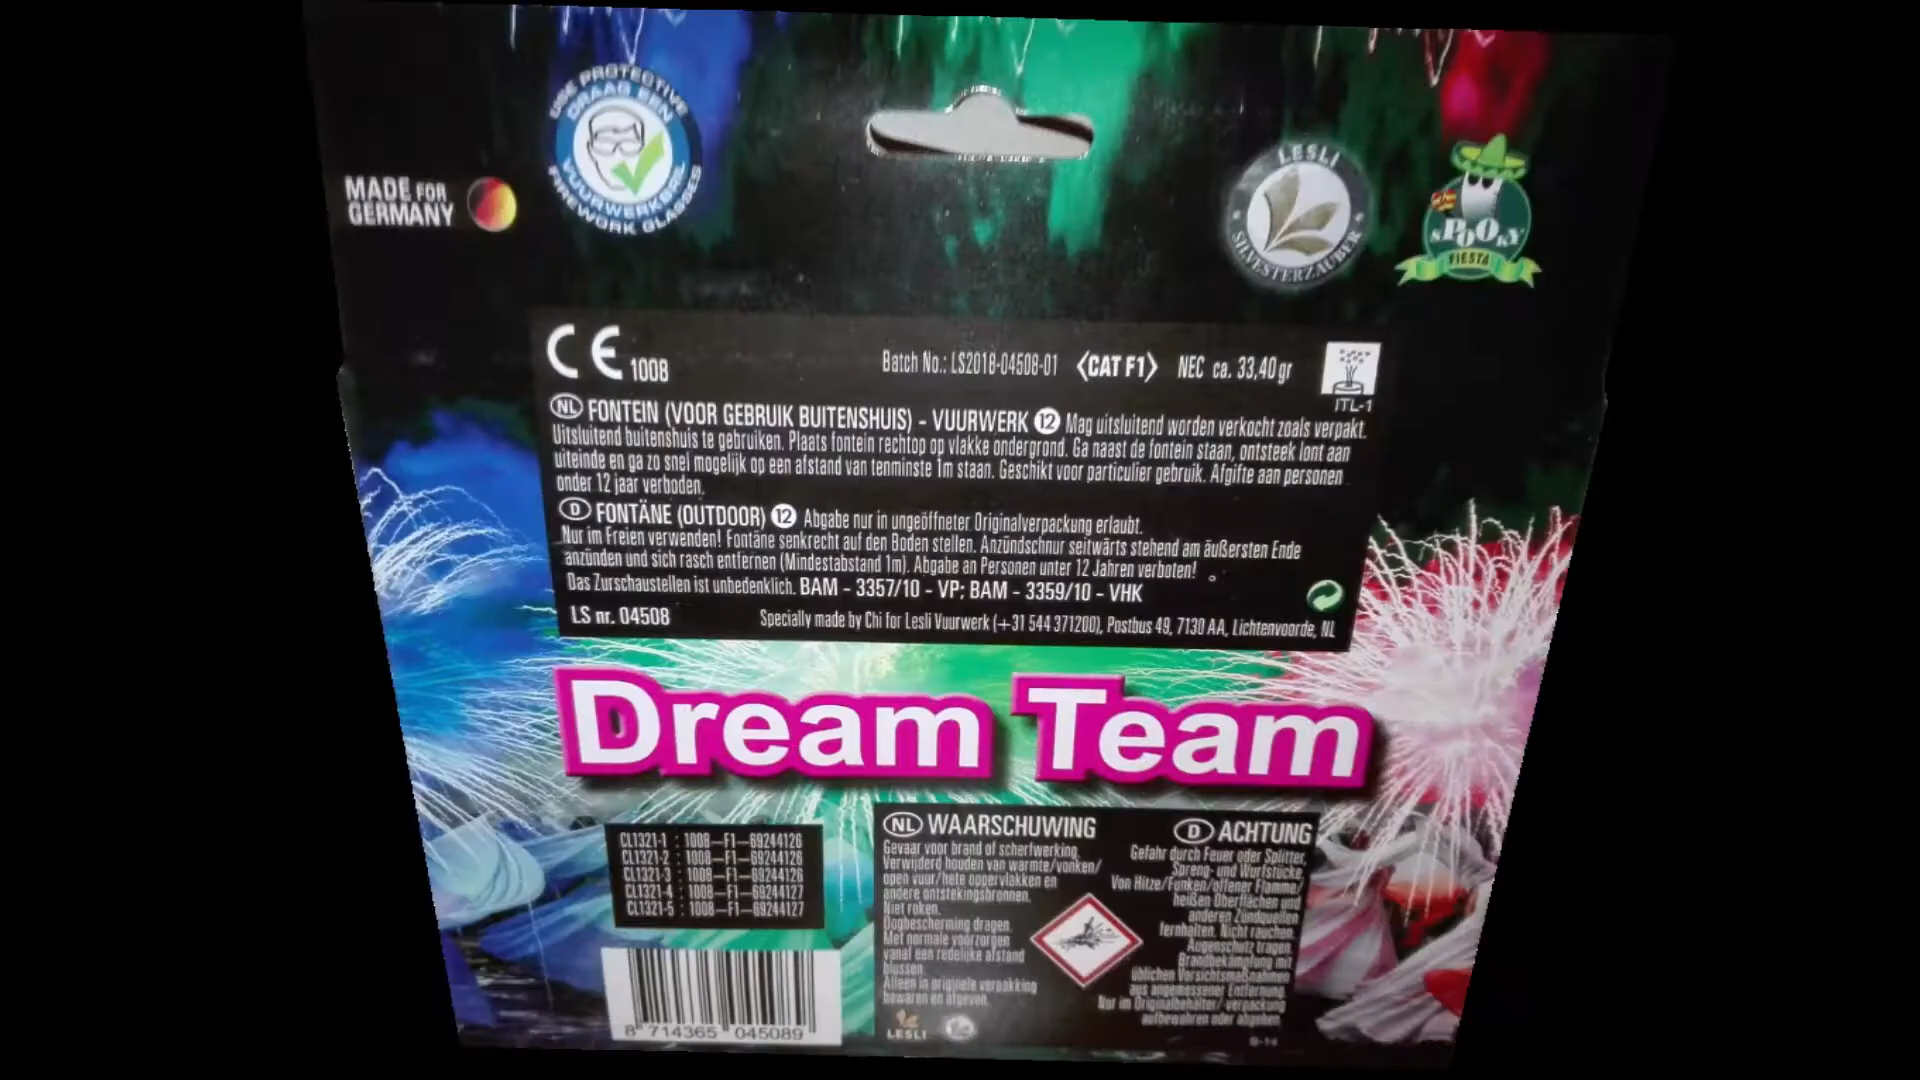 USE PROTECTIVE
DRAAG EEN
VUURWERKBRIL
FIREWORK GLASSES
MADE FOR
GERMANY
LESLI
SILVESTERZAUBER
SPOOKY
FIESTA
CE 1008
Batch No.: LS2018-04508-01 <CAT F1> NEC ca. 33,40 gr
ITL-1
NL FONTEIN (VOOR GEBRUIK BUITENSHUIS) - VUURWERK 12 Mag uitsluitend worden verkocht zoals verpakt.
Uitsluitend buitenshuis te gebruiken. Plaats fontein rechtop op vlakke ondergrond. Ga naast de fontein staan, ontsteek lont aan
uiteinde en ga zo snel mogelijk op een afstand van tenminste 1m staan. Geschikt voor particulier gebruik. Afgifte aan personen
onder 12 jaar verboden.
D FONTÄNE (OUTDOOR) 12 Abgabe nur in ungeöffneter Originalverpackung erlaubt.
Nur im Freien verwenden! Fontäne senkrecht auf den Boden stellen. Anzündschnur seitwärts stehend am äußersten Ende
anzünden und sich rasch entfernen (Mindestabstand 1m). Abgabe an Personen unter 12 Jahren verboten!
Das Zurschaustellen ist unbedenklich. BAM - 3357/10 - VP; BAM - 3359/10 - VHK
LS nr. 04508 Specially made by Chi for Lesli Vuurwerk (+31 544 371200), Postbus 49, 7130 AA, Lichtenvoorde, NL
Dream Team
CL1321-1 : 1008-F1-69244126
CL1321-2 : 1008-F1-69244126
CL1321-3 : 1008-F1-69244126
CL1321-4 : 1008-F1-69244127
CL1321-5 : 1008-F1-69244127
8 714365 045089
NL WAARSCHUWING
Gevaar voor brand of scherfwerking.
Verwijderd houden van warmte/vonken/
open vuur/hete oppervlakken en
andere ontstekingsbronnen.
Niet roken.
Oogbescherming dragen.
Met normale voorzorgen
vanaf een redelijke afstand
blussen.
Alleen in originele verpakking
bewaren en afgeven.
LESLI
D ACHTUNG
Gefahr durch Feuer oder Splitter,
Spreng- und Wurfstücke.
Von Hitze/Funken/offener Flamme/
heißen Oberflächen und
anderen Zündquellen
fernhalten. Nicht rauchen.
Augenschutz tragen.
Brandbekämpfung mit
üblichen Vorsichtsmaßnahmen
aus angemessener Entfernung.
Nur im Originalbehälter/ verpackung
aufbewahren oder abgeben.